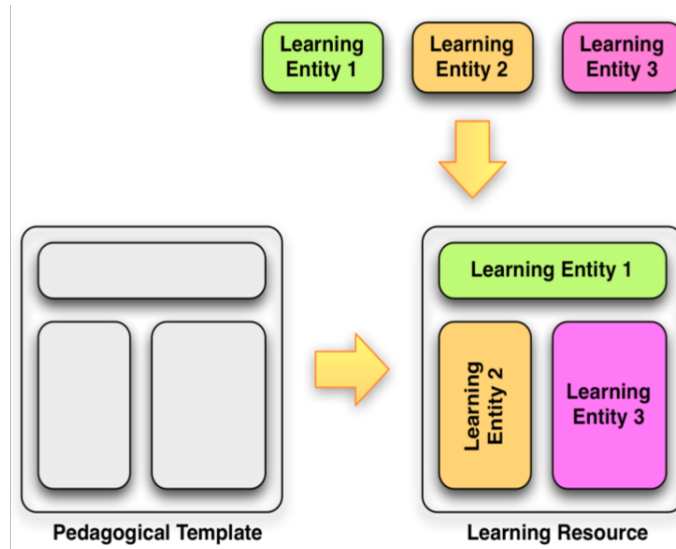 Learning
Entity 1
Learning
Entity 2
Learning
Entity 3
Learning Entity 1
Learning
Entity 2
Learning
Entity 3
Pedagogical Template
Learning Resource